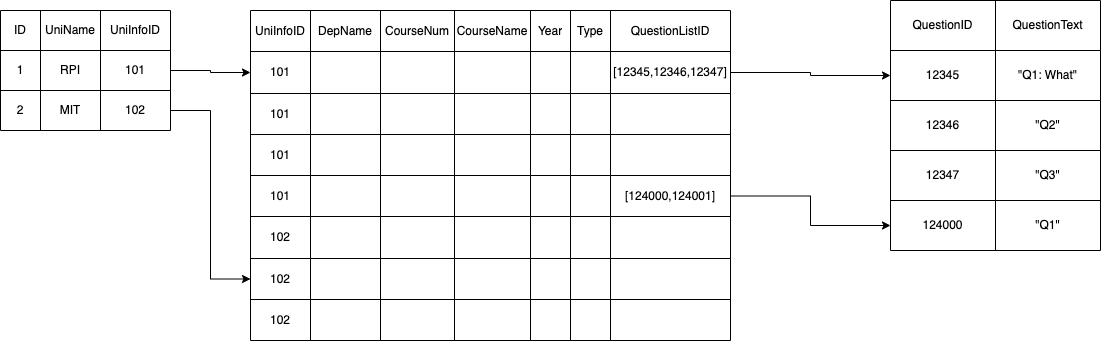 ID UniName UniInfoID
1 RPI 101
2 MIT 102
UniInfoID DepName CourseNum CourseName Year Type QuestionListID
101 [12345,12346,12347]
101
101
101 [124000,124001]
102
102
102
QuestionID QuestionText
12345 "Q1: What"
12346 "Q2"
12347 "Q3"
124000 "Q1"